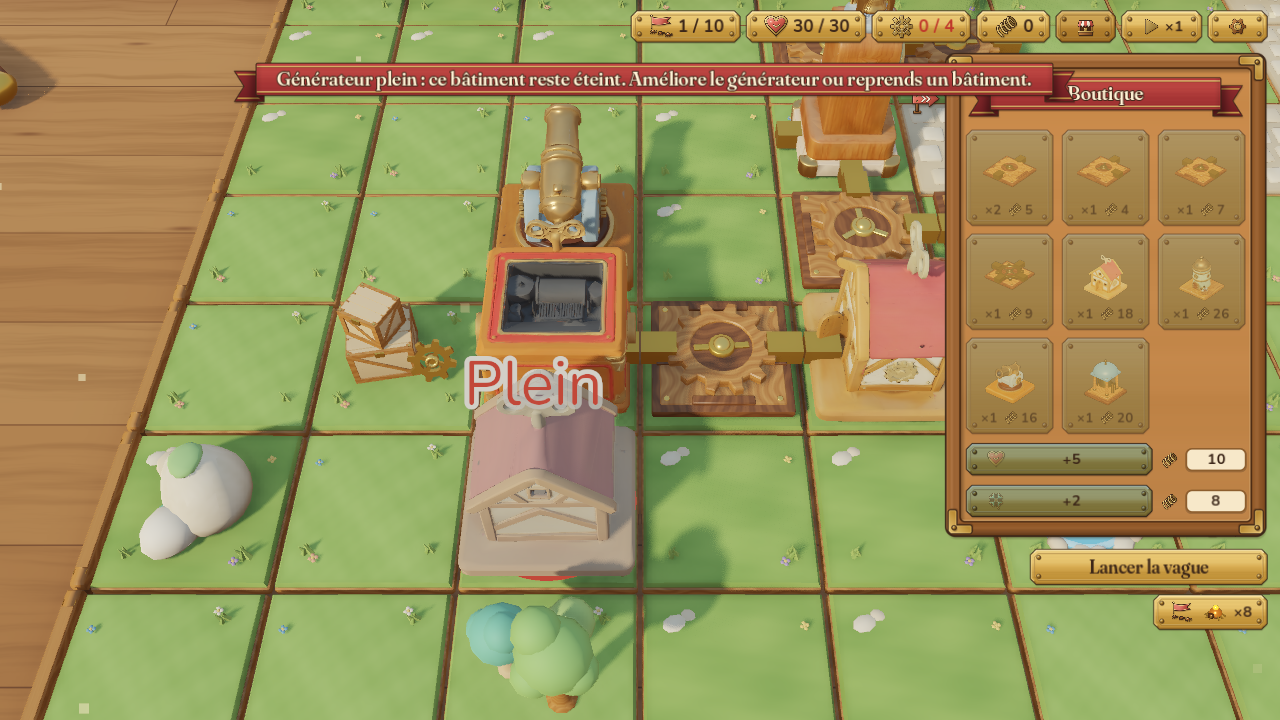 1 / 10
30 / 30
0 / 4
0
×1
Générateur plein : ce bâtiment reste éteint. Améliore le générateur ou reprends un bâtiment.
Boutique
×2 5
×1 4
×1 7
×1 9
×1 18
×1 26
×1 16
×1 20
Plein
+5
10
+2
8
Lancer la vague
×8